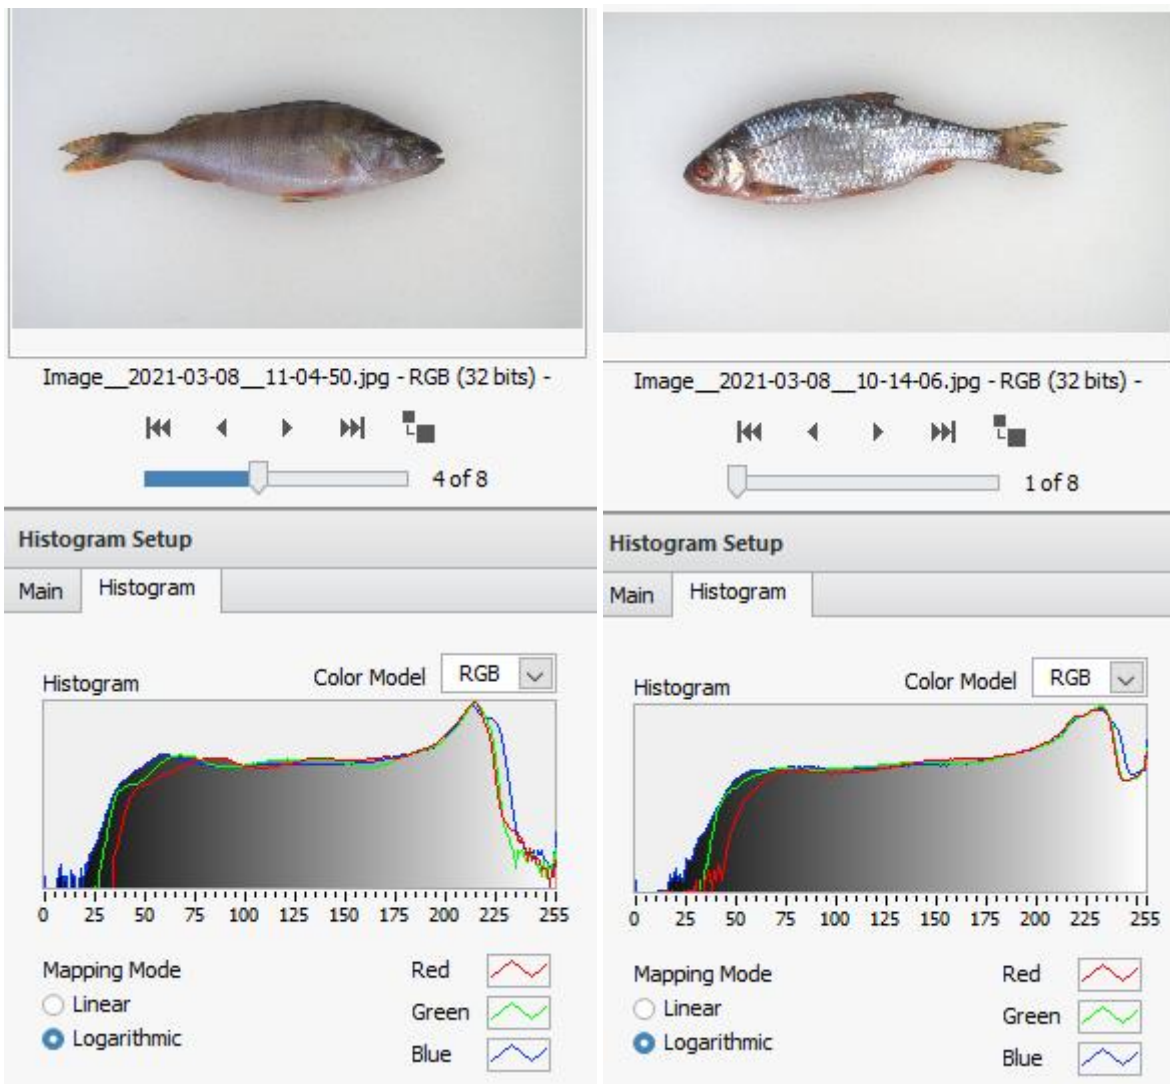 Image__2021-03-08__11-04-50.jpg - RGB (32 bits) -
4 of 8
Histogram Setup
Main Histogram
Histogram Color Model RGB
0 25 50 75 100 125 150 175 200 225 255
Mapping Mode Red
Linear Green
Logarithmic Blue
Image__2021-03-08__10-14-06.jpg - RGB (32 bits) -
1 of 8
Histogram Setup
Main Histogram
Histogram Color Model RGB
0 25 50 75 100 125 150 175 200 225 255
Mapping Mode Red
Linear Green
Logarithmic Blue